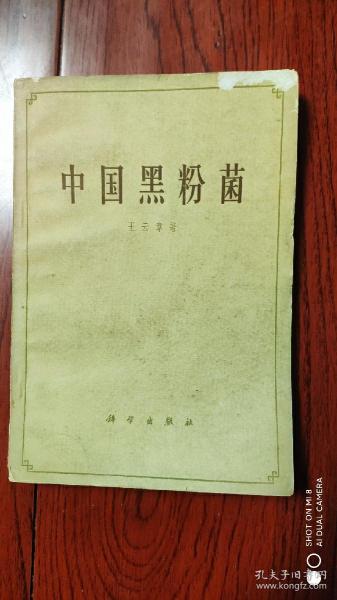 中国黑粉菌
王云章著
科学出版社
SHOT ON MI 8
AI DUAL CAMERA
孔夫子旧书网
www.kongfz.com